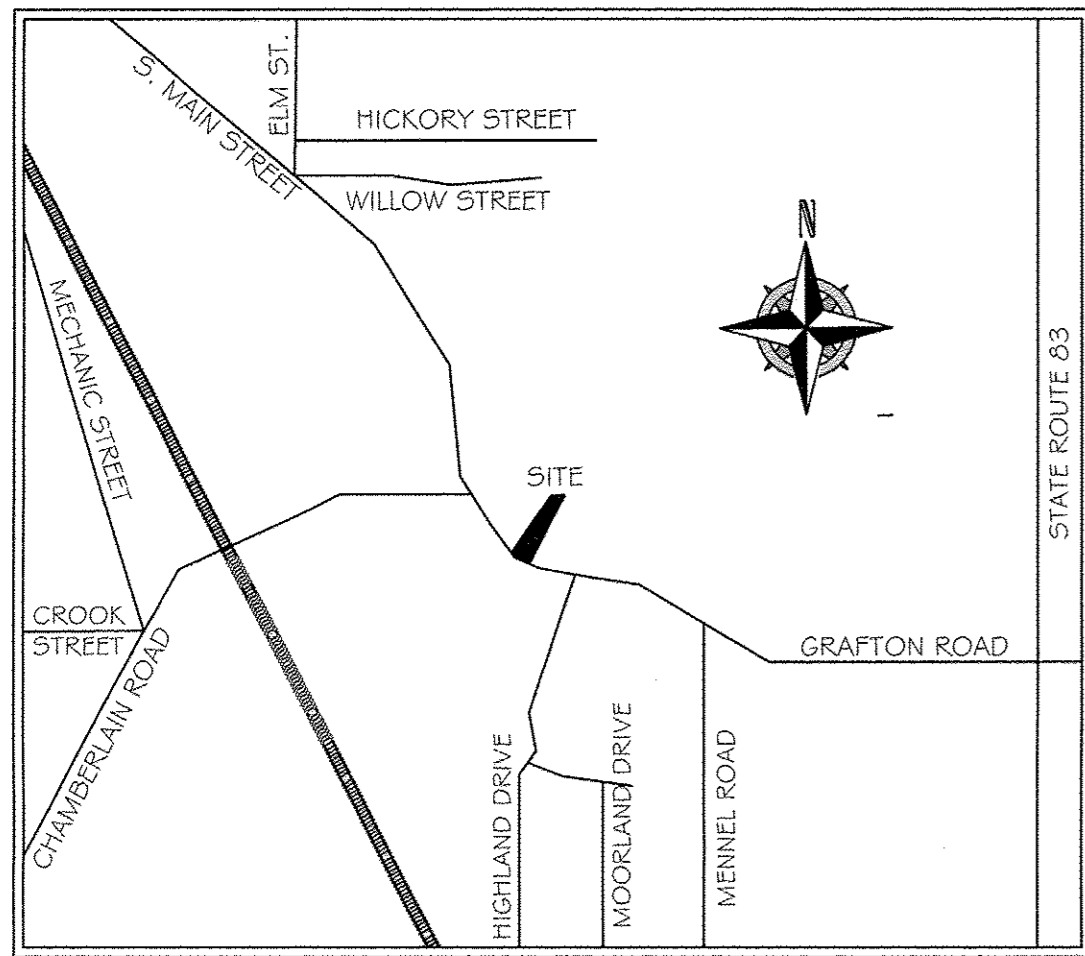 S. MAIN STREET
ELM ST.
HICKORY STREET
WILLOW STREET
N
MECHANIC STREET
STATE ROUTE 83
SITE
CROOK
STREET
CHAMBERLAIN ROAD
GRAFTON ROAD
HIGHLAND DRIVE
MOORLAND DRIVE
MENNEL ROAD